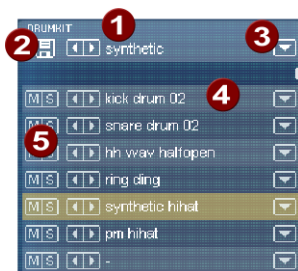 DRUMKIT
1
2
synthetic
3
M S kick drum 02
4
M S snare drum 02
5
M S hh wav halfopen
M S ring ding
M S synthetic hihat
M S pm hihat
M S -